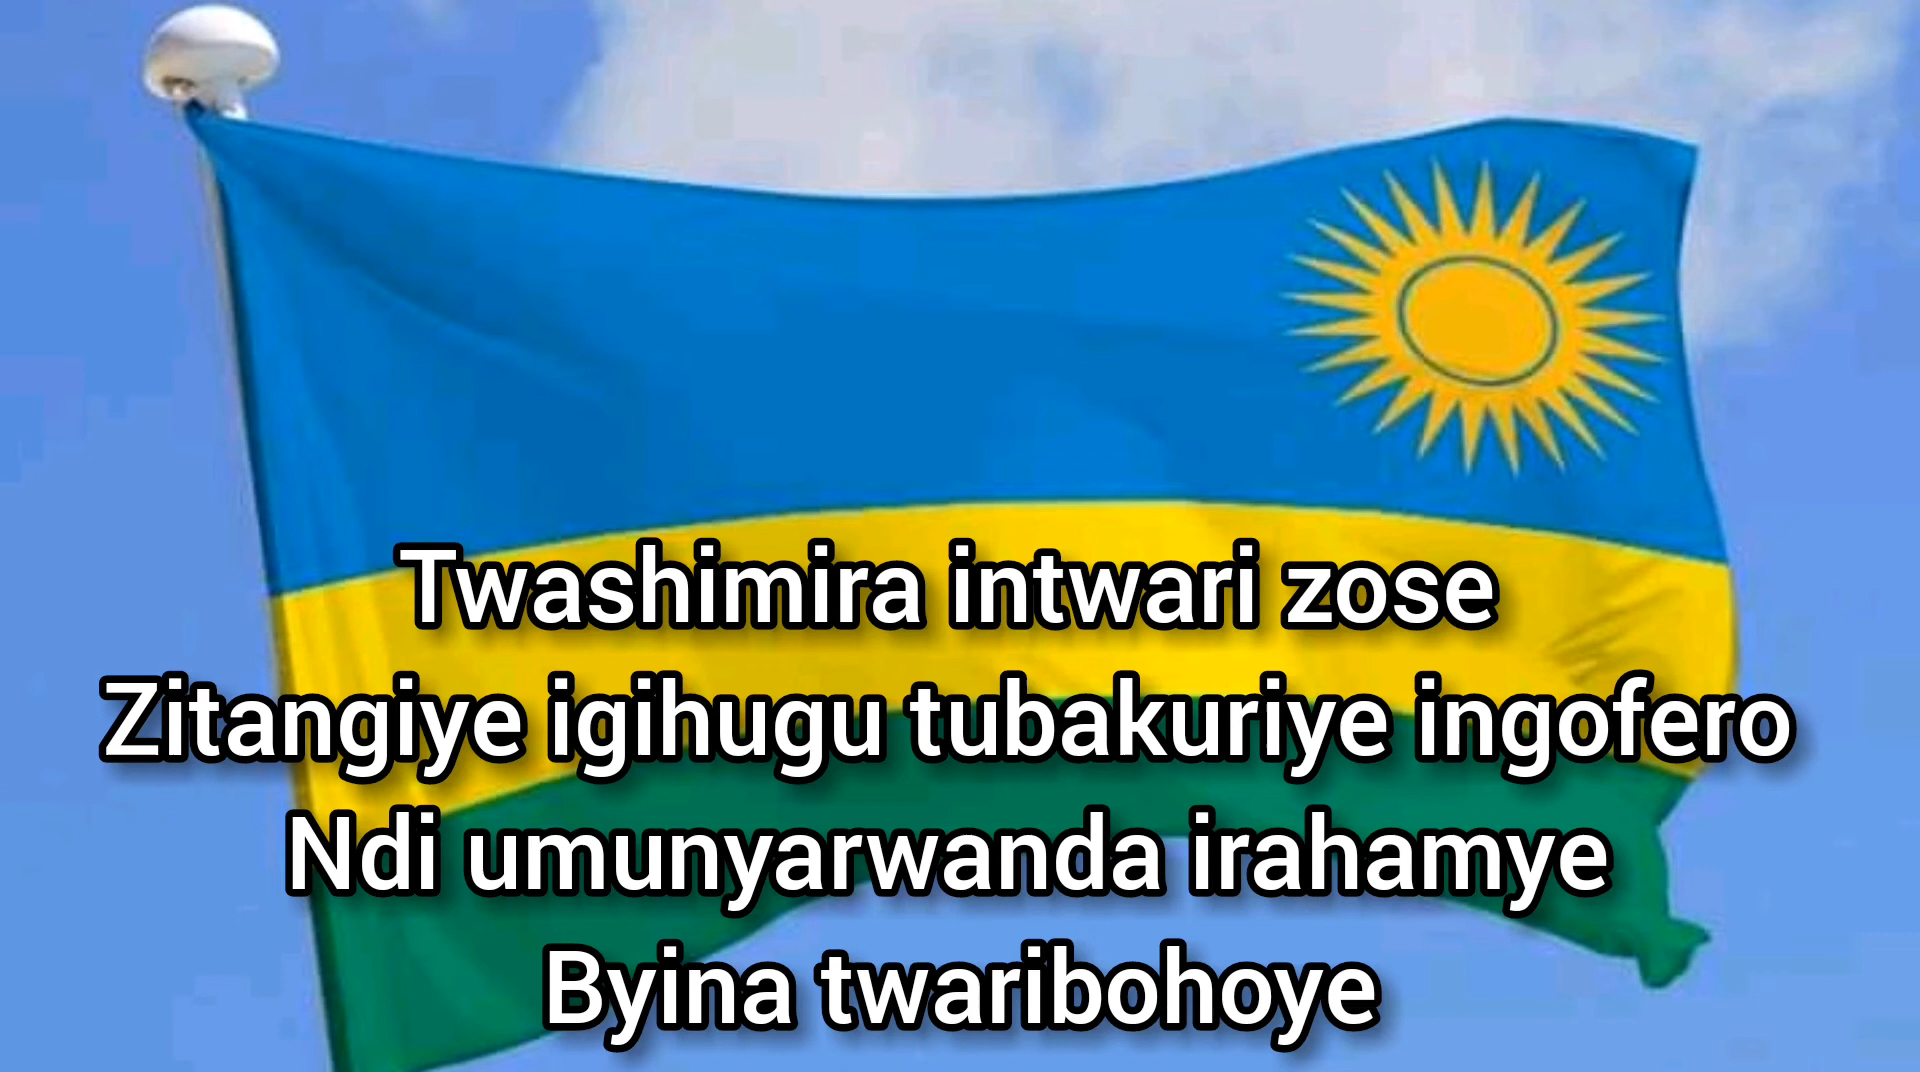 Twashimira intwari zose
Zitangiye igihugu tubakuriye ingofero
Ndi umunyarwanda irahamye
Byina twaribohoye